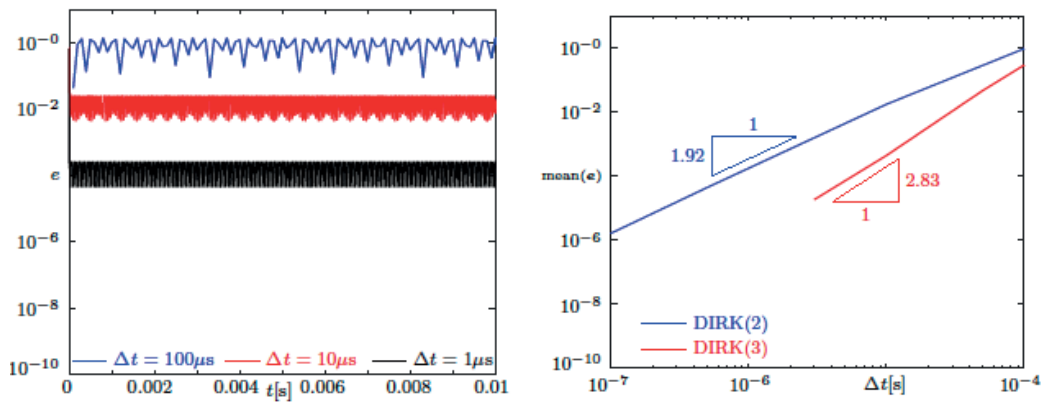 10^{-0}
10^{-2}
e
10^{-6}
10^{-8}
10^{-10}
Δt = 100μs
Δt = 10μs
Δt = 1μs
0
0.002
0.004
0.006
0.008
0.01
t[s]
10^{-0}
10^{-2}
mean(e)
10^{-6}
10^{-8}
10^{-10}
1
1.92
2.83
1
DIRK(2)
DIRK(3)
10^{-7}
10^{-6}
Δt[s]
10^{-4}